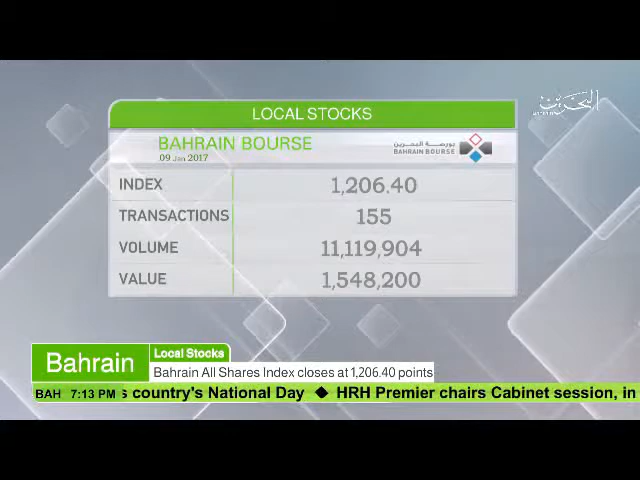 LOCAL STOCKS
البحرين
BAHRAIN BOURSE
09 Jan 2017
بورصة البحرين
BAHRAIN BOURSE
INDEX 1,206.40
TRANSACTIONS 155
VOLUME 11,119,904
VALUE 1,548,200
Bahrain
Local Stocks
Bahrain All Shares Index closes at 1,206.40 points
BAH 7:13 PM s country's National Day ◆ HRH Premier chairs Cabinet session, in